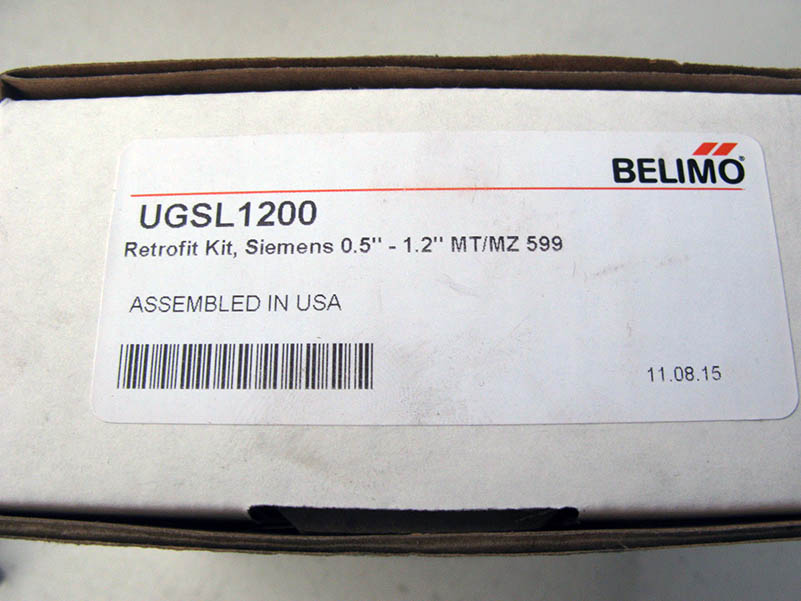 BELIMO®
UGSL1200
Retrofit Kit, Siemens 0.5" - 1.2" MT/MZ 599
ASSEMBLED IN USA
11.08.15